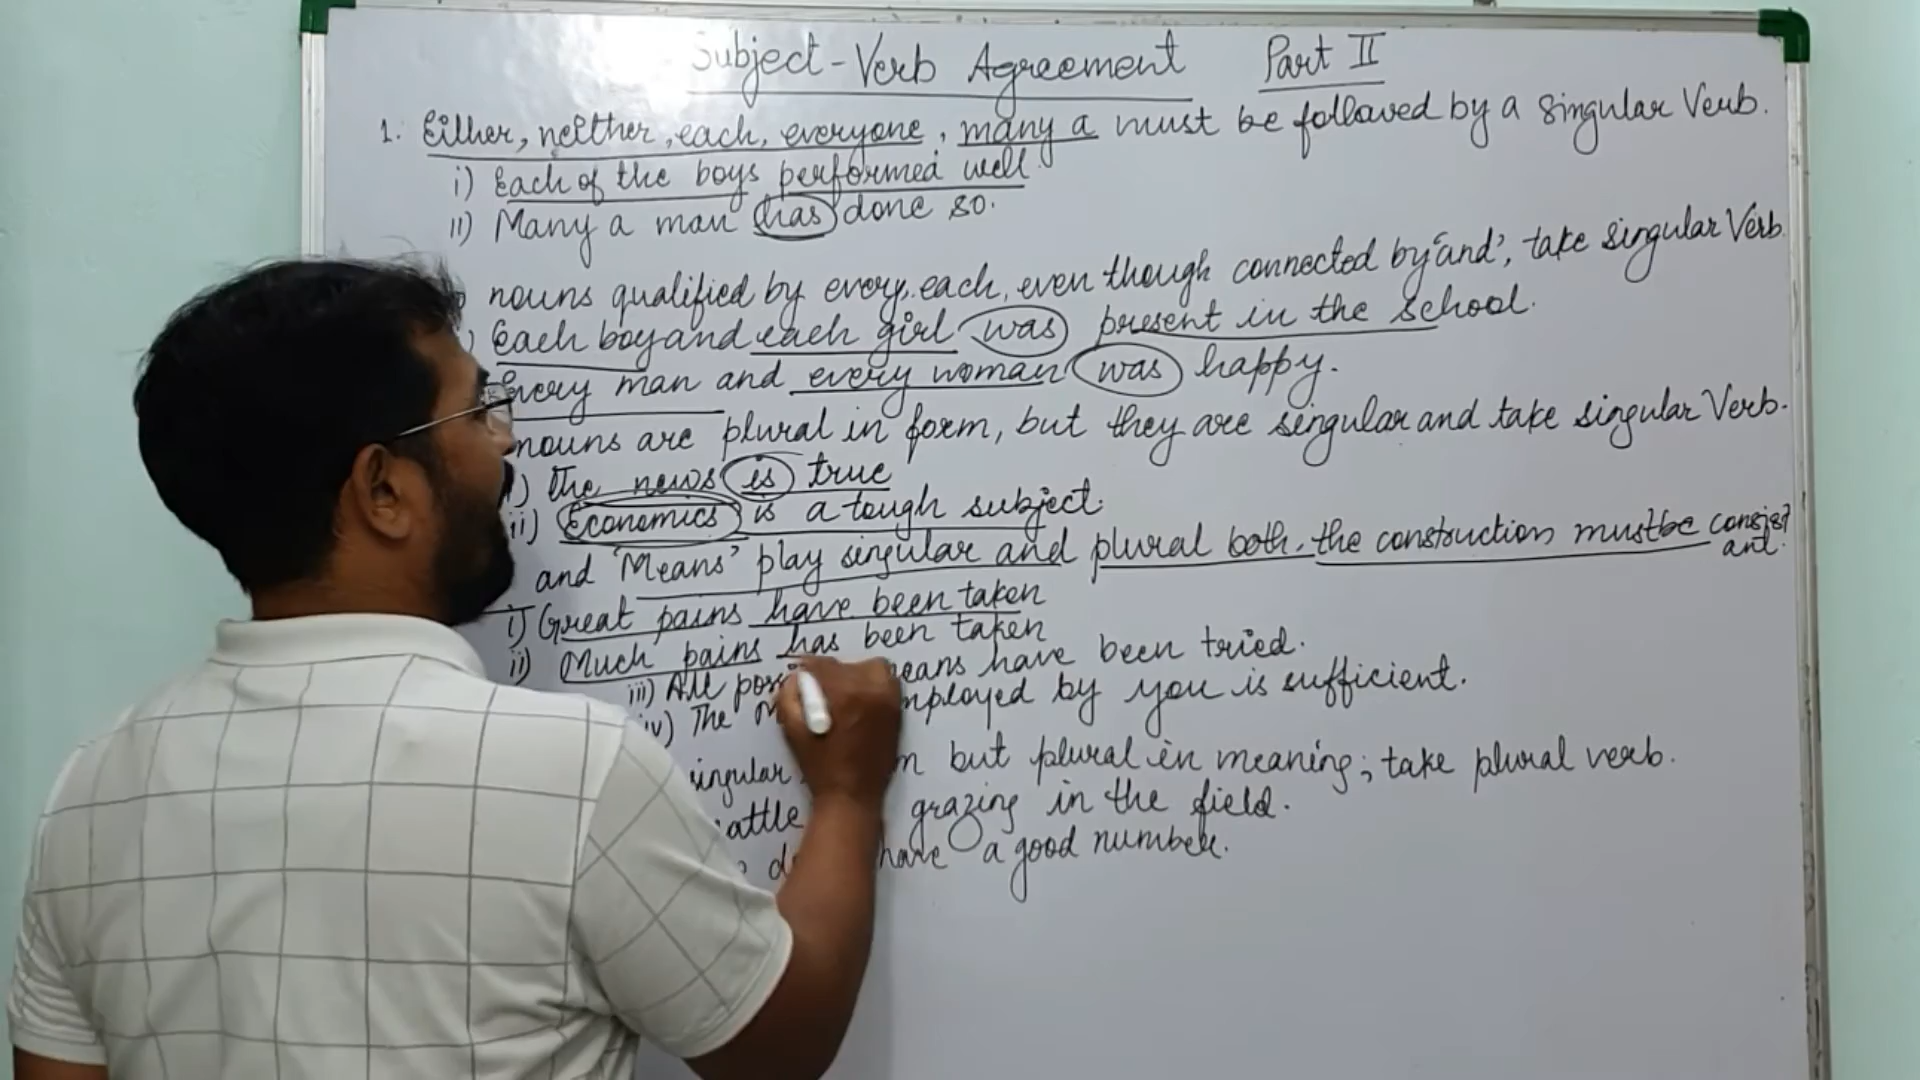 Subject-Verb Agreement Part II
1. Either, neither, each, everyone, many a must be followed by a singular Verb.
i) Each of the boys performed well.
ii) Many a man has done so.
nouns qualified by every, each, even though connected by 'and', take singular Verb.
Each boy and each girl was present in the school.
Every man and every woman was happy.
nouns are plural in form, but they are singular and take singular Verb.
i) The news is true
ii) Economics is a tough subject.
and 'Means' play singular and plural both, the construction must be consist
ant.
i) Great pains have been taken
ii) Much pains has been taken
iii) All means have been tried.
iv) The employed by you is sufficient.
singular but plural in meaning; take plural verb.
grazing in the field.
have a good number.